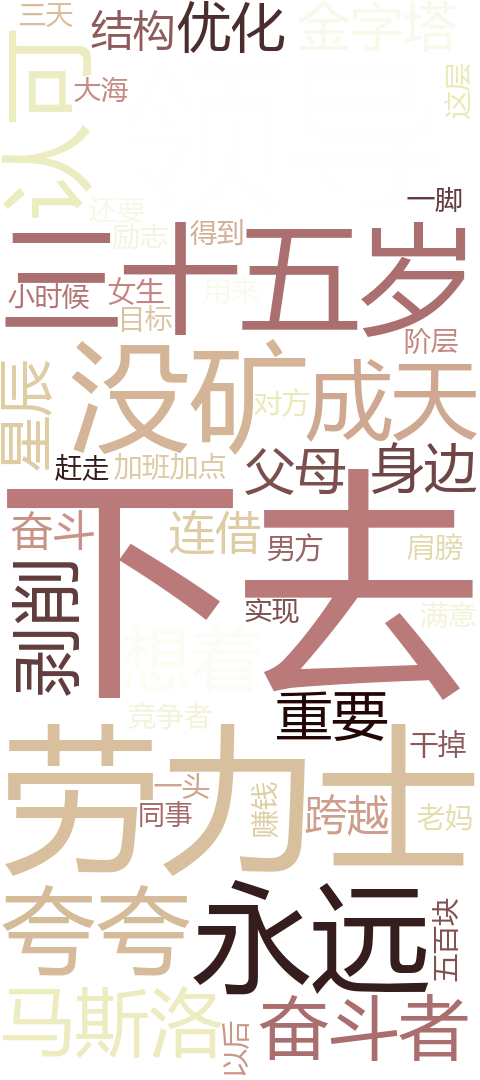 三天
结构
优化
金字塔
认可
大海
领导
这层
一脚
还要
励志
得到
三十五岁
小时候
女生
用来
目标
阶层
没矿
成天
星辰
对方
赶走
加班加点
父母
身边
下去
奋斗
连借
男方
肩膀
剥削
实现
满意
想着
竞争者
重要
干掉
劳力士
一头
同事
赚钱
跨越
老妈
夸夸
永远
五百块
马斯洛
以后
奋斗者